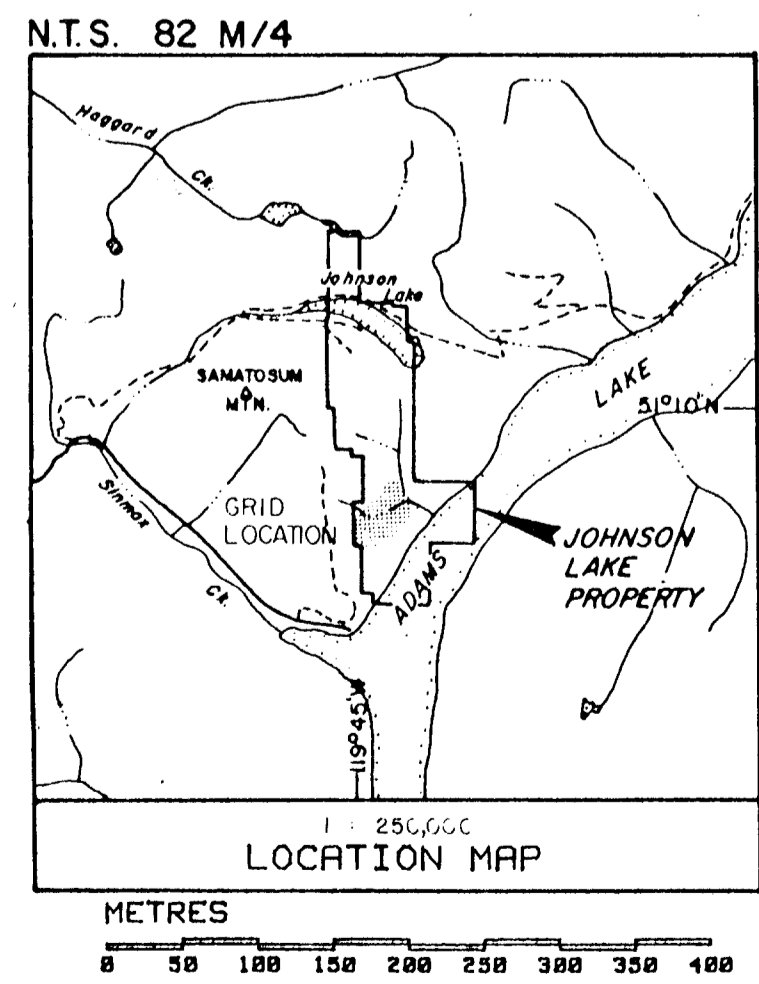 N.T.S. 82 M/4
Haggard
Ck.
Johnson
Lake
SAMATOSUM
MTN.
LAKE
51°10'N
Sinmax
Ck.
GRID
LOCATION
ADAMS
JOHNSON
LAKE
PROPERTY
119°45'W
1 : 250,000
LOCATION MAP
METRES
0 50 100 150 200 250 300 350 400